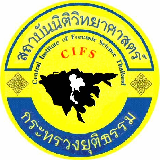 สถาบันนิติวิทยาศาสตร์
Central Institute of Forensic Science Thailand
CIFS
กระทรวงยุติธรรม